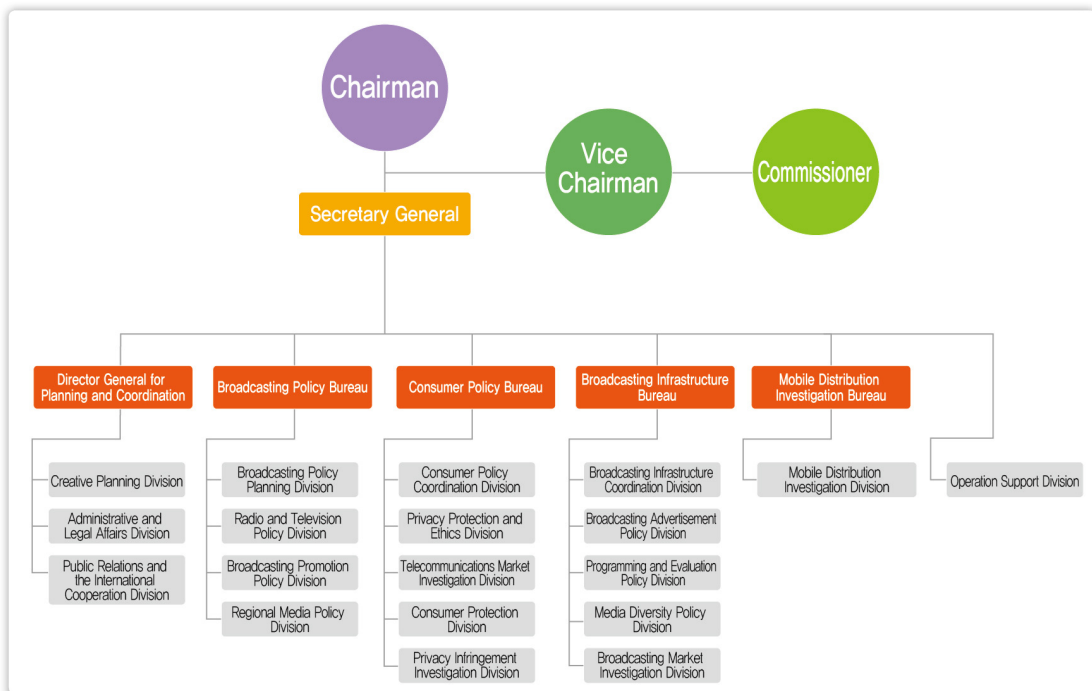 Chairman
Vice
Chairman
Commissioner
Secretary General
Director General for
Planning and Coordination
Broadcasting Policy Bureau
Consumer Policy Bureau
Broadcasting Infrastructure
Bureau
Mobile Distribution
Investigation Bureau
Creative Planning Division
Administrative and
Legal Affairs Division
Public Relations and
the International
Cooperation Division
Broadcasting Policy
Planning Division
Radio and Television
Policy Division
Broadcasting Promotion
Policy Division
Regional Media Policy
Division
Consumer Policy
Coordination Division
Privacy Protection and
Ethics Division
Telecommunications Market
Investigation Division
Consumer Protection
Division
Privacy Infringement
Investigation Division
Broadcasting Infrastructure
Coordination Division
Broadcasting Advertisement
Policy Division
Programming and Evaluation
Policy Division
Media Diversity Policy
Division
Broadcasting Market
Investigation Division
Mobile Distribution
Investigation Division
Operation Support Division